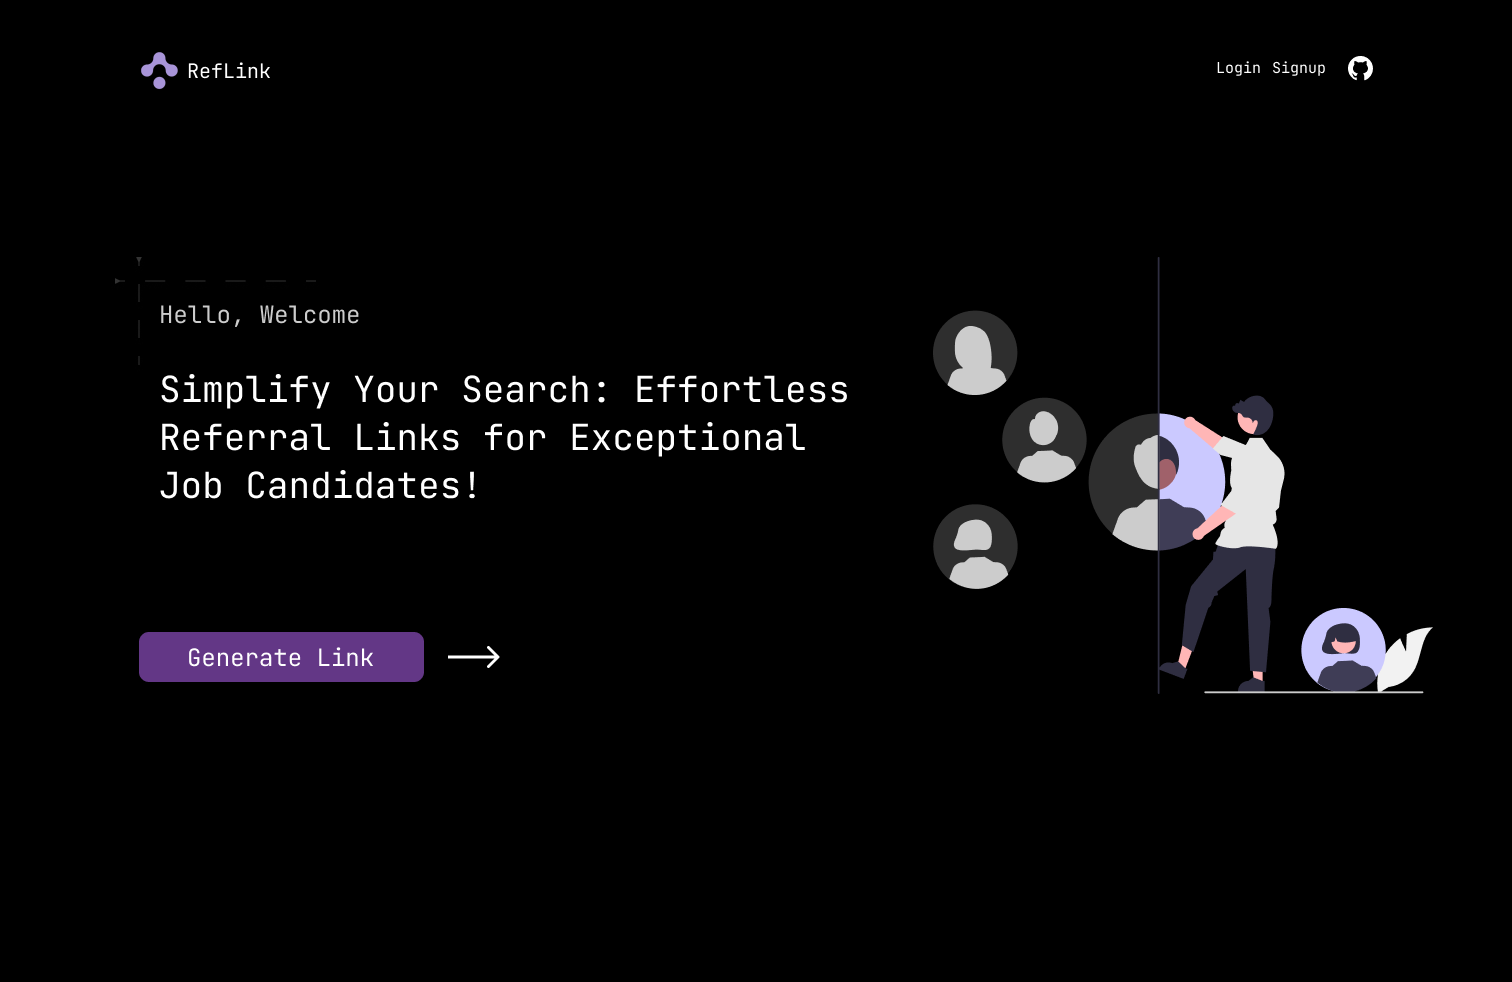 RefLink
Login Signup
Hello, Welcome
Simplify Your Search: Effortless
Referral Links for Exceptional
Job Candidates!
Generate Link